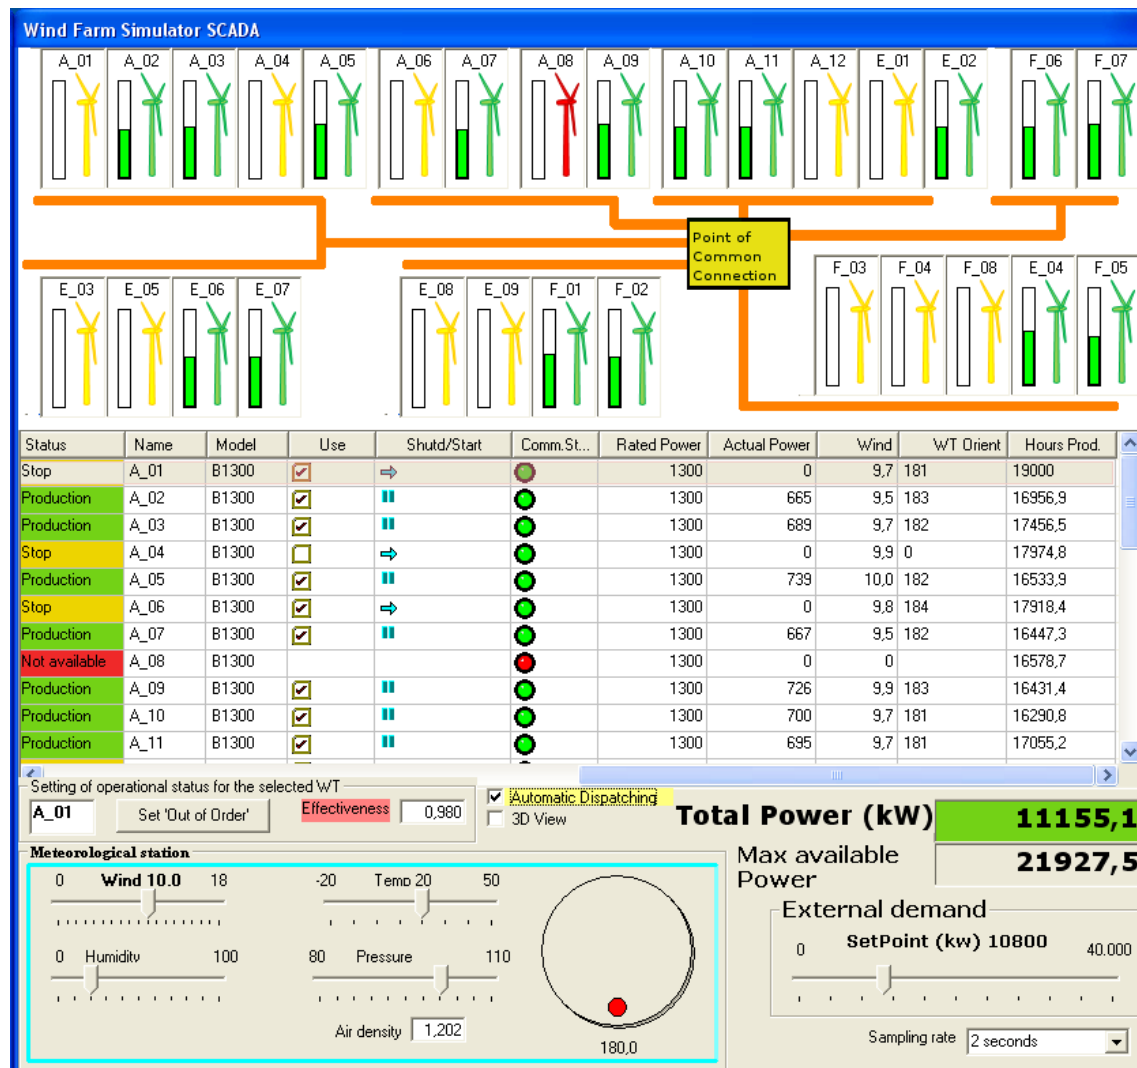 Wind Farm Simulator SCADA
A_01 A_02 A_03 A_04 A_05 A_06 A_07 A_08 A_09 A_10 A_11 A_12 E_01 E_02 F_06 F_07
Point of
Common
Connection
F_03 F_04 F_08 E_04 F_05
E_03 E_05 E_06 E_07 E_08 E_09 F_01 F_02
Status Name Model Use Shutd/Start Comm.St... Rated Power Actual Power Wind WT Orient Hours Prod.
Stop A_01 B1300 1300 0 9,7 181 19000
Production A_02 B1300 1300 665 9,5 183 16956,9
Production A_03 B1300 1300 689 9,7 182 17456,5
Stop A_04 B1300 1300 0 9,9 0 17974,8
Production A_05 B1300 1300 739 10,0 182 16533,9
Stop A_06 B1300 1300 0 9,8 184 17918,4
Production A_07 B1300 1300 667 9,5 182 16447,3
Not available A_08 B1300 1300 0 0 16578,7
Production A_09 B1300 1300 726 9,9 183 16431,4
Production A_10 B1300 1300 700 9,7 181 16290,8
Production A_11 B1300 1300 695 9,7 181 17055,2
Setting of operational status for the selected WT
A_01 Set 'Out of Order' Effectiveness 0,980
Automatic Dispatching
3D View
Total Power (kW) 11155,1
Max available
Power
21927,5
Meteorological station
0 Wind 10.0 18 -20 Temp 20 50
0 Humidity 100 80 Pressure 110
Air density 1,202
180,0
External demand
0 SetPoint (kw) 10800 40.000
Sampling rate 2 seconds